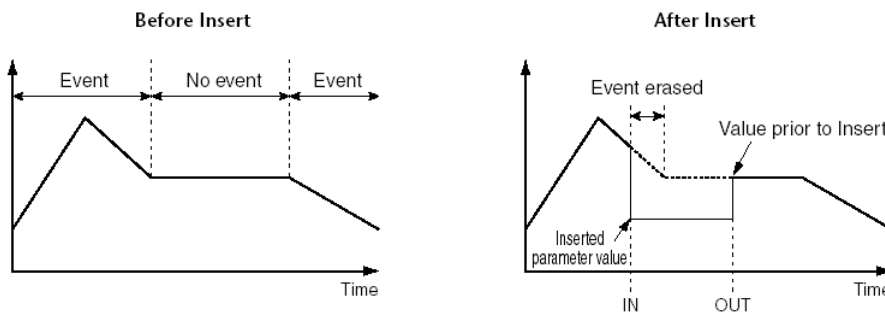 Before Insert
Event
No event
Event
Time
After Insert
Event erased
Value prior to Insert
Inserted
parameter value
Time
IN
OUT